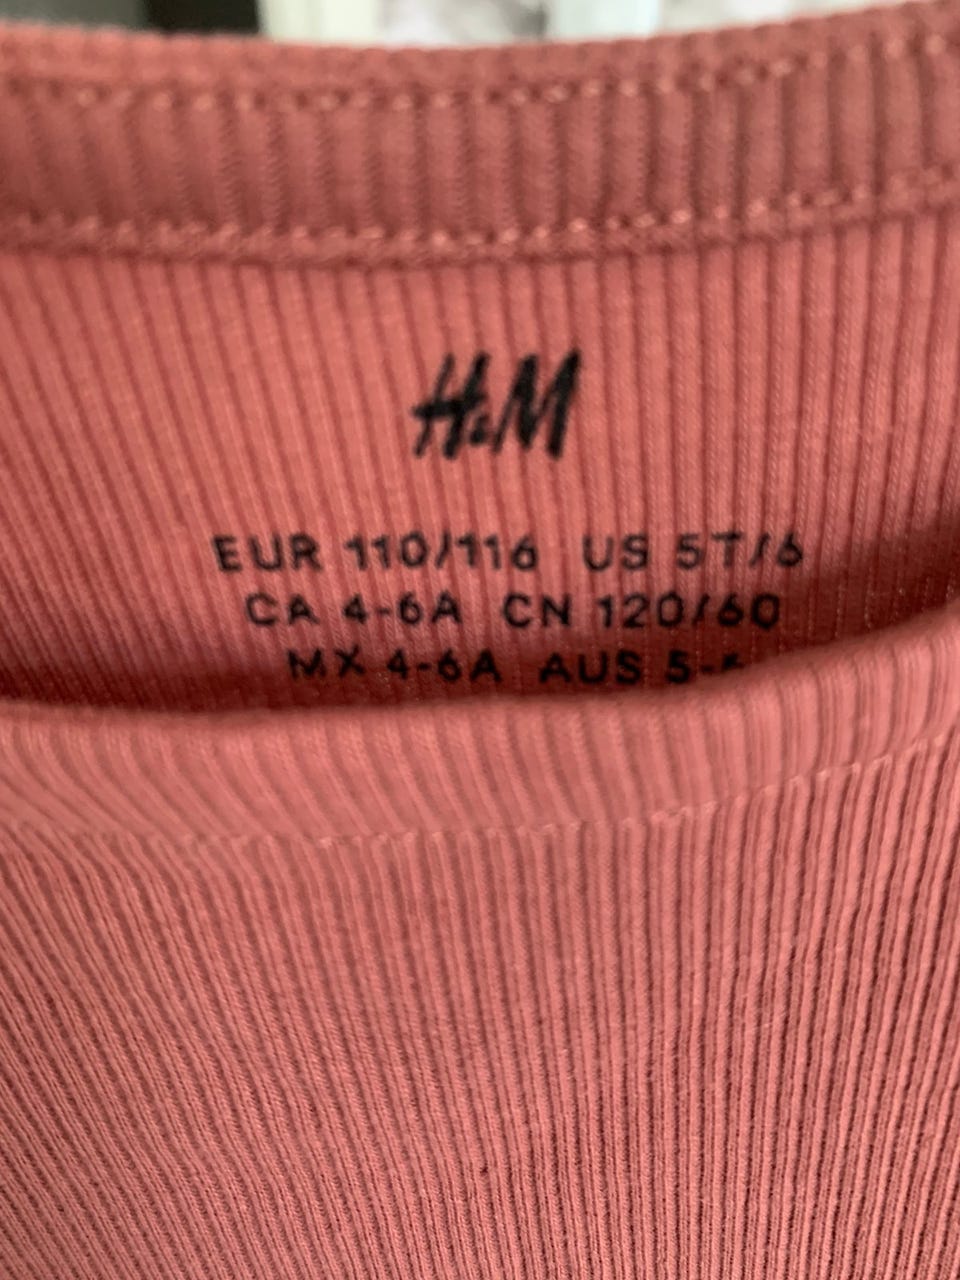 H&M
EUR 110/116 US 5T/6
CA 4-6A CN 120/60
MX 4-6A AUS